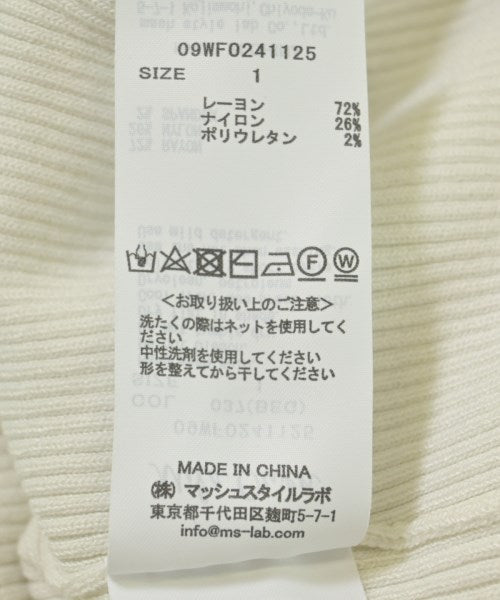 09WF0241125
SIZE 1
レーヨン 72%
ナイロン 26%
ポリウレタン 2%
F W
＜お取り扱い上のご注意＞
洗たくの際はネットを使用してく
ださい
中性洗剤を使用してください
形を整えてから干してください
MADE IN CHINA
(株) マッシュスタイルラボ
東京都千代田区麹町5-7-1
info@ms-lab.com